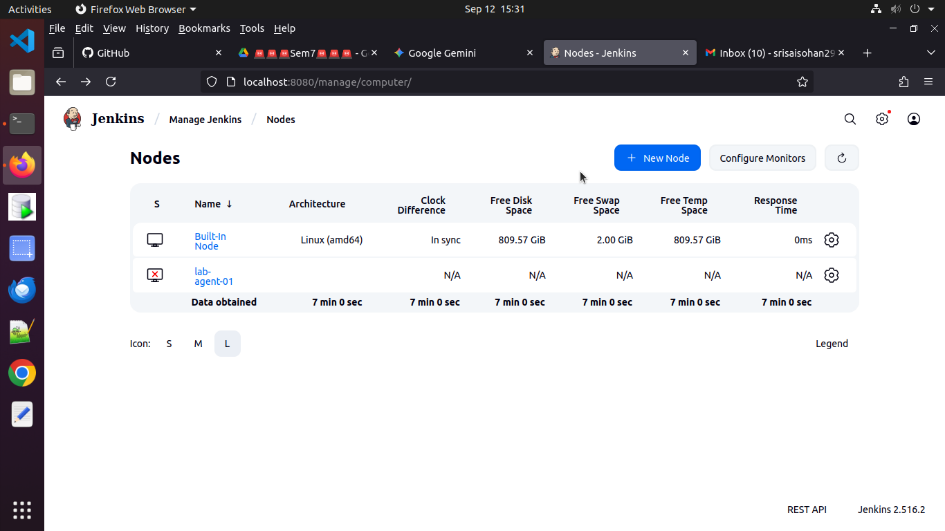 Activities Firefox Web Browser Sep 12 15:31
File Edit View History Bookmarks Tools Help
GitHub Sem7 - G Google Gemini Nodes - Jenkins Inbox (10) - srisaisohan29
localhost:8080/manage/computer/
Jenkins / Manage Jenkins / Nodes
Nodes
+ New Node
Configure Monitors
S Name ↓ Architecture Clock Difference Free Disk Space Free Swap Space Free Temp Space Response Time
Built-In Node Linux (amd64) In sync 809.57 GiB 2.00 GiB 809.57 GiB 0ms
lab-agent-01 N/A N/A N/A N/A N/A
Data obtained 7 min 0 sec 7 min 0 sec 7 min 0 sec 7 min 0 sec 7 min 0 sec 7 min 0 sec
Icon: S M L Legend
REST API Jenkins 2.516.2